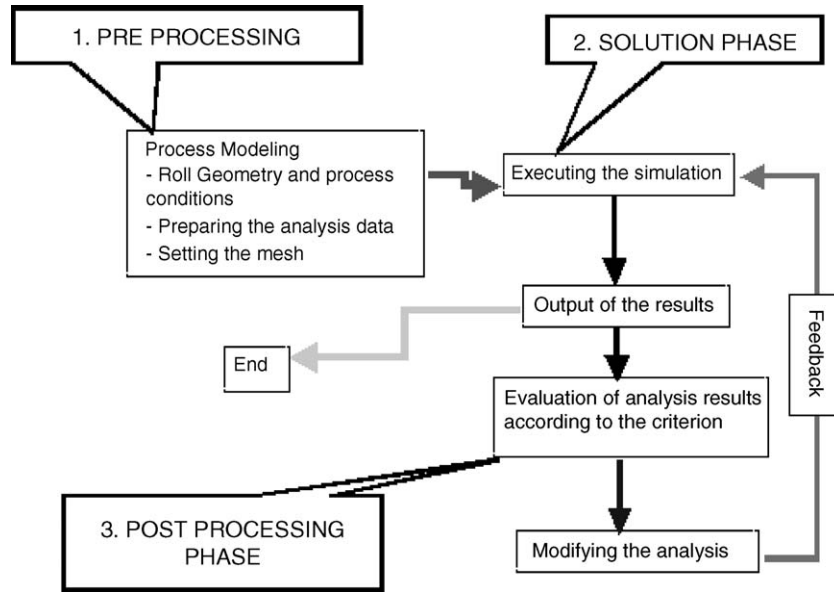 1. PRE PROCESSING
2. SOLUTION PHASE
Process Modeling
- Roll Geometry and process
conditions
- Preparing the analysis data
- Setting the mesh
Executing the simulation
Output of the results
End
Feedback
Evaluation of analysis results
according to the criterion
3. POST PROCESSING
PHASE
Modifying the analysis